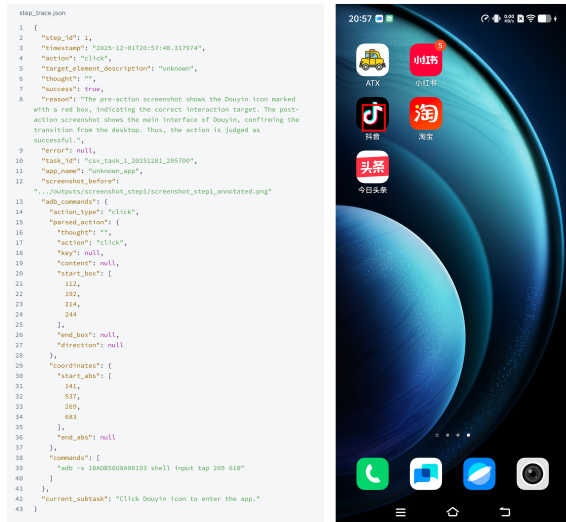 step_trace.json
1 {
2 "step_id": 1,
3 "timestamp": "2025-12-01T20:57:40.317974",
4 "action": "click",
5 "target_element_description": "unknown",
6 "thought": "",
7 "success": true,
8 "reason": "The pre-action screenshot shows the Douyin icon marked
with a red box, indicating the correct interaction target. The post-
action screenshot shows the main interface of Douyin, confirming the
transition from the desktop. Thus, the action is judged as
successful.",
9 "error": null,
10 "task_id": "csv_task_1_20251201_205700",
11 "app_name": "unknown_app",
12 "screenshot_before":
".../outputs/screenshot_step1/screenshot_step1_annotated.png"
13 "adb_commands": {
14 "action_type": "click",
15 "parsed_action": {
16 "thought": "",
17 "action": "click",
18 "key": null,
19 "content": null,
20 "start_box": [
21 112,
22 192,
23 214,
24 244
25 ],
26 "end_box": null,
27 "direction": null
28 },
29 "coordinates": {
30 "start_abs": [
31 141,
32 537,
33 269,
34 683
35 ],
36 "end_abs": null
37 },
38 "commands": [
39 "adb -s 10ADB50U0A00193 shell input tap 205 610"
40 ]
41 },
42 "current_subtask": "Click Douyin icon to enter the app."
43 }
20:57
0.00
KB/s
TAXI
ATX
5
小红书
小红书
抖音
淘
淘宝
头条
今日头条